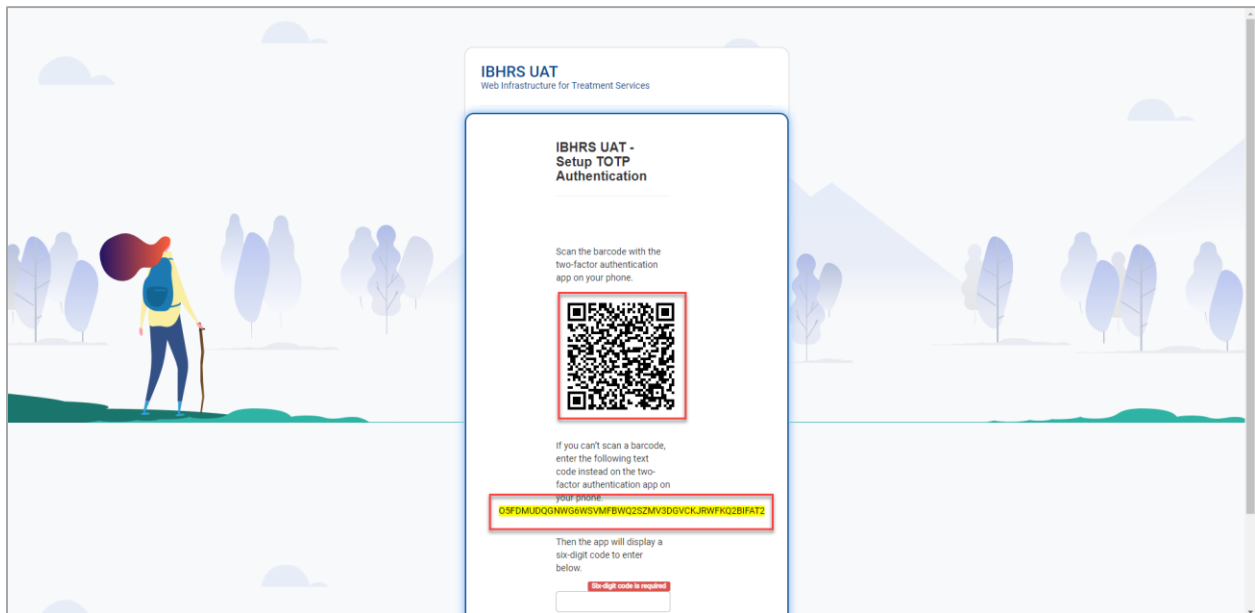 IBHRS UAT
Web Infrastructure for Treatment Services
IBHRS UAT -
Setup TOTP
Authentication
Scan the barcode with the
two-factor authentication
app on your phone.
If you can't scan a barcode,
enter the following text
code instead on the two-
factor authentication app on
your phone.
O5FDMUDQGNWG6WSVMFBWQ2SZMV3DGVCKJRWFKQ2BIFAT2
Then the app will display a
six-digit code to enter
below.
Six-digit code is required